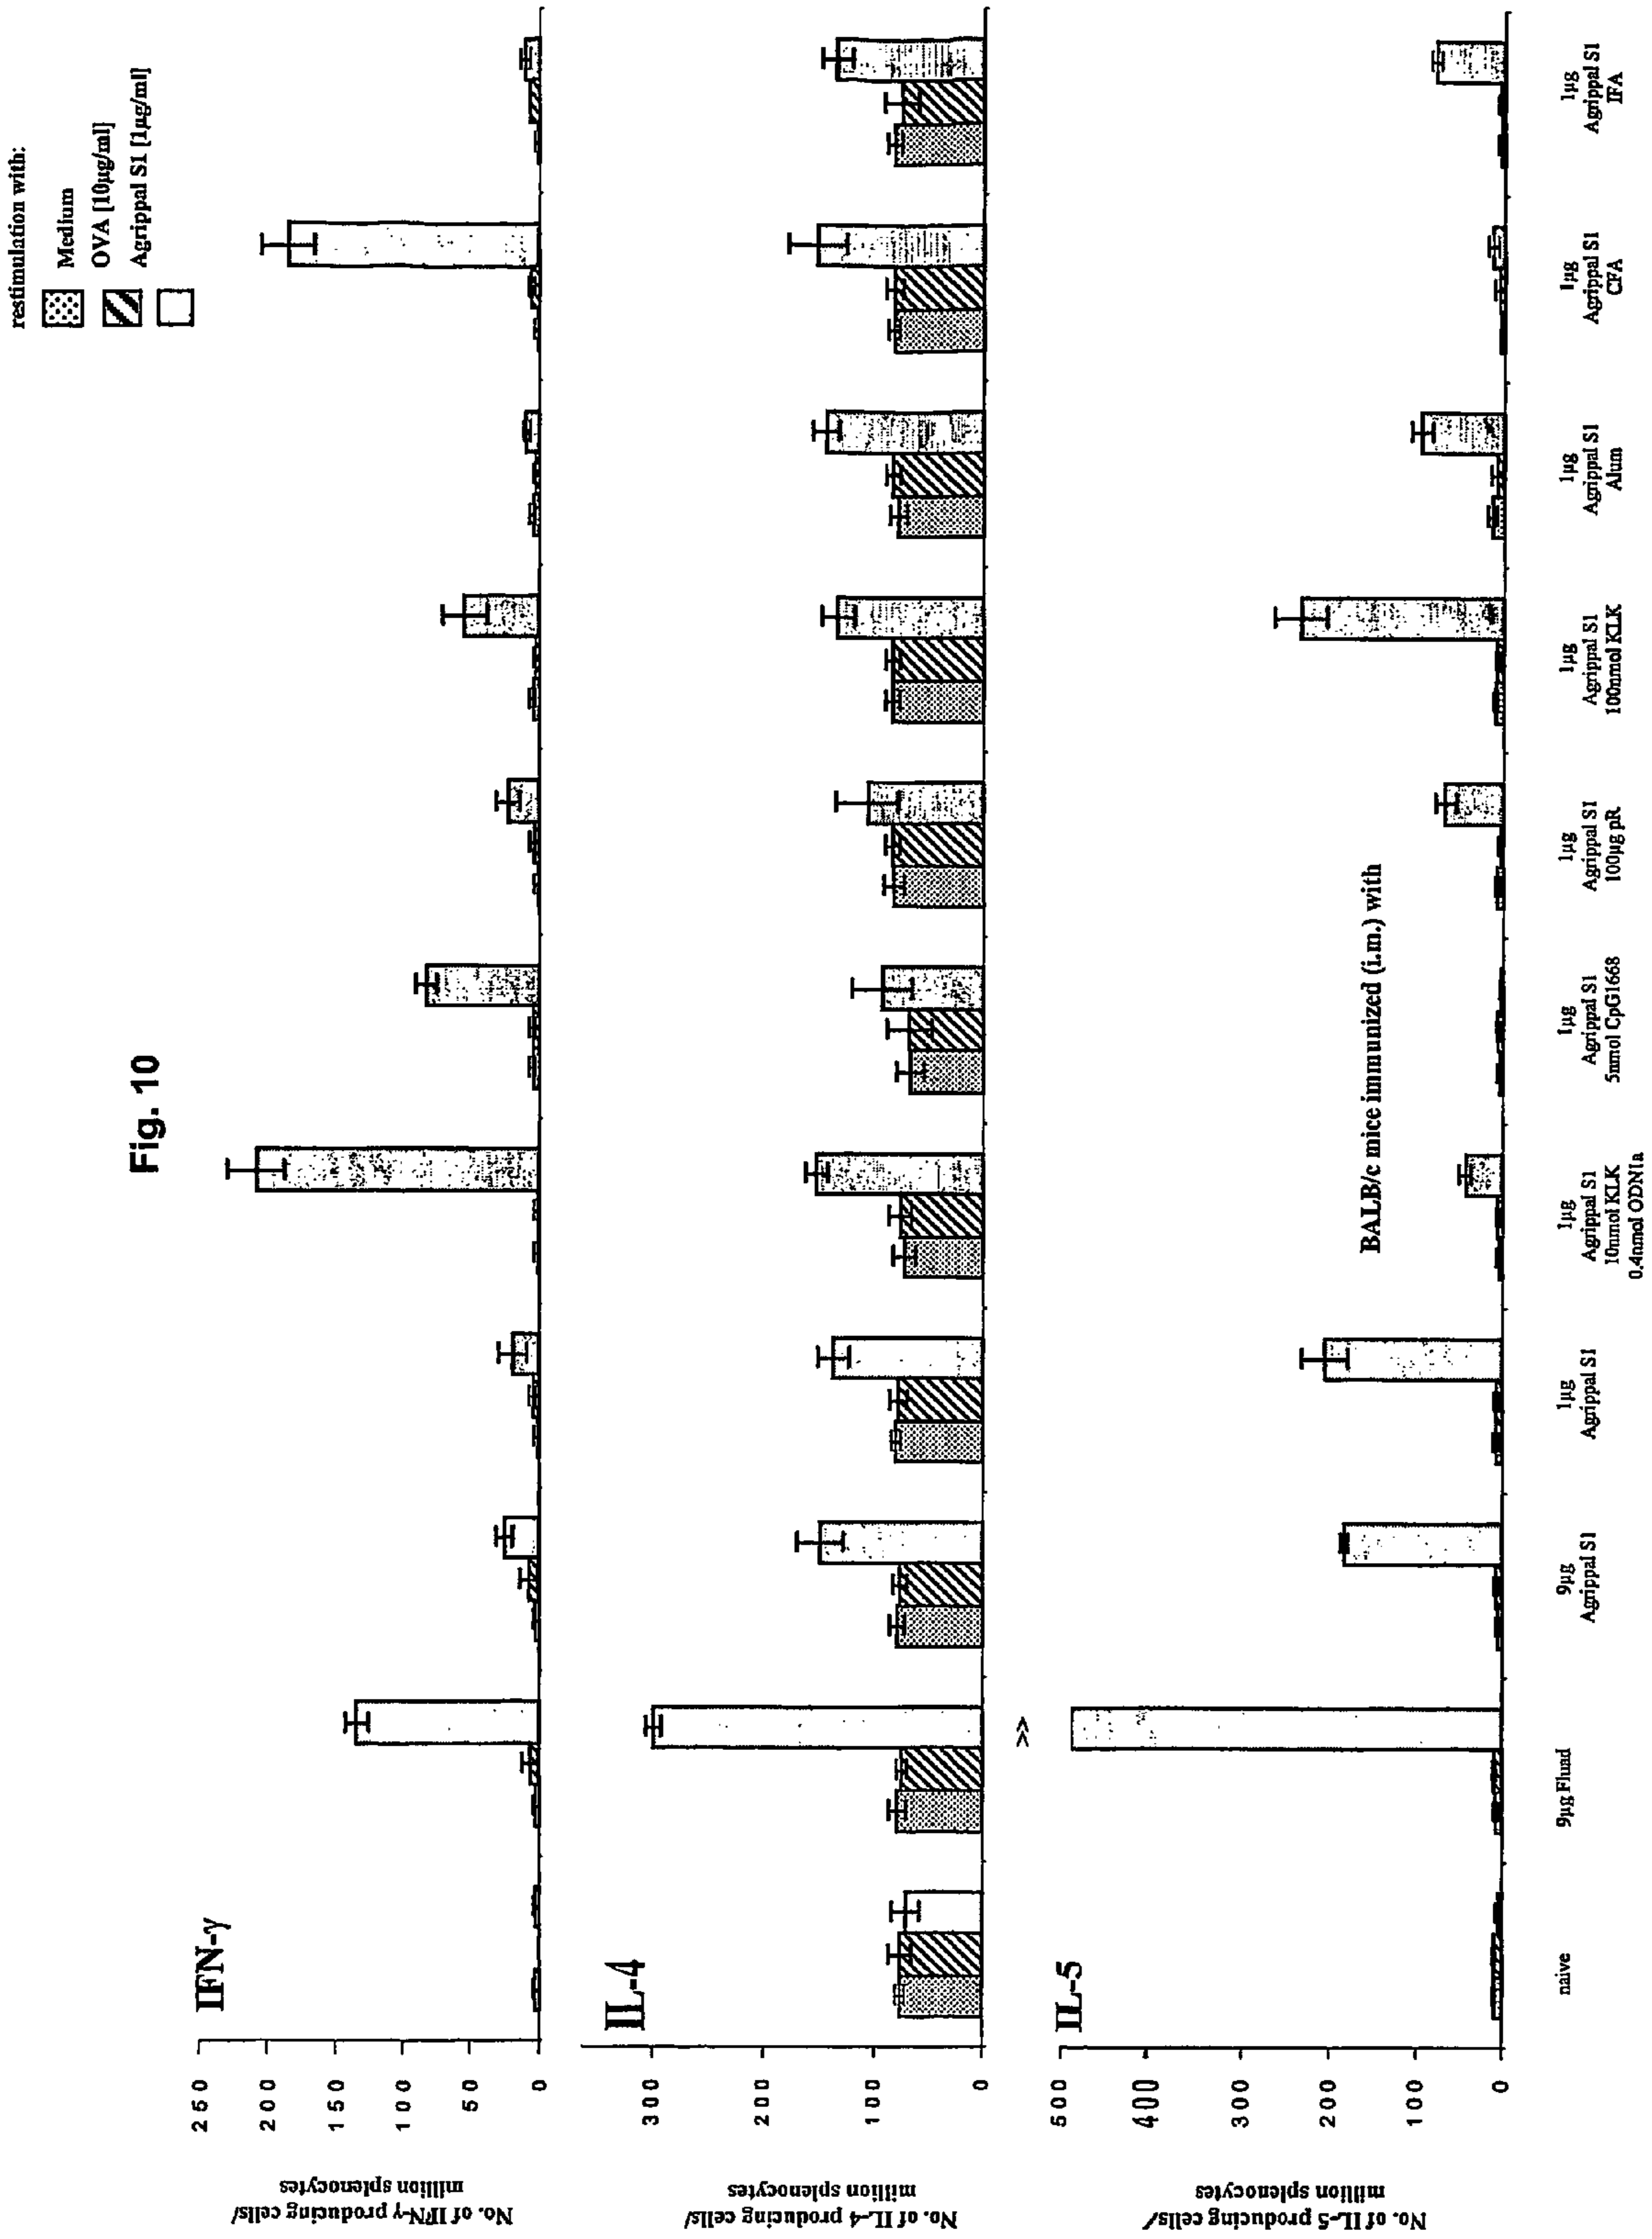 Fig. 10
restimulation with:
Medium
OVA [10µg/ml]
Agrippal S1 [1µg/ml]
IFN-γ
No. of IFN-γ producing cells/
million splenocytes
250
200
150
100
50
0
IL-4
No. of IL-4 producing cells/
million splenocytes
300
200
100
0
>>
IL-5
No. of IL-5 producing cells/
million splenocytes
500
400
300
200
100
0
BALB/c mice immunized (i.m.) with
naive
9µg Fluad
9µg
Agrippal S1
1µg
Agrippal S1
1µg
Agrippal S1
10nmol KLK
0.4nmol ODN1a
1µg
Agrippal S1
5nmol CpG1668
1µg
Agrippal S1
100µg pR
1µg
Agrippal S1
100nmol KLK
1µg
Agrippal S1
Alum
1µg
Agrippal S1
CFA
1µg
Agrippal S1
IFA